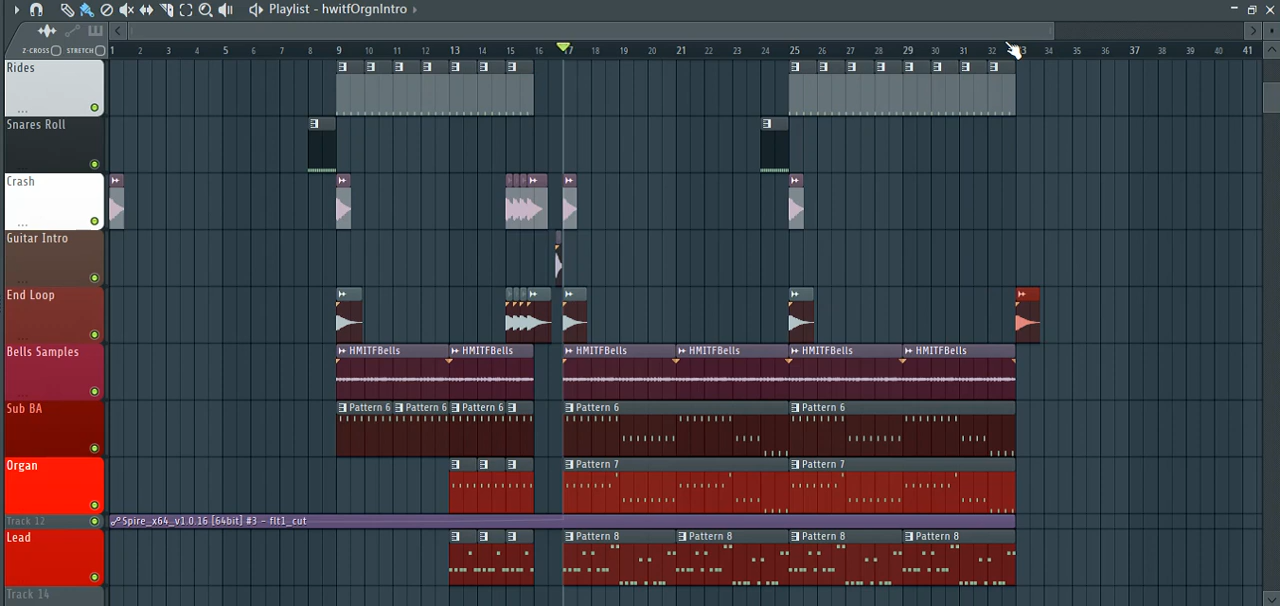 Playlist - hwitfOrgnIntro
Z-CROSS STRETCH
1 2 3 4 5 6 7 8 9 10 11 12 13 14 15 16 17 18 19 20 21 22 23 24 25 26 27 28 29 30 31 32 33 34 35 36 37 38 39 40 41
Rides
Snares Roll
Crash
Guitar Intro
End Loop
Bells Samples
HMITFBells HMITFBells HMITFBells HMITFBells HMITFBells HMITFBells
Sub BA
Pattern 6 Pattern 6 Pattern 6 Pattern 6 Pattern 6
Organ
Pattern 7 Pattern 7
Track 12
Spire_x64_v1.0.16 [64bit] #3 - flt1_cut
Lead
Pattern 8 Pattern 8 Pattern 8 Pattern 8
Track 14